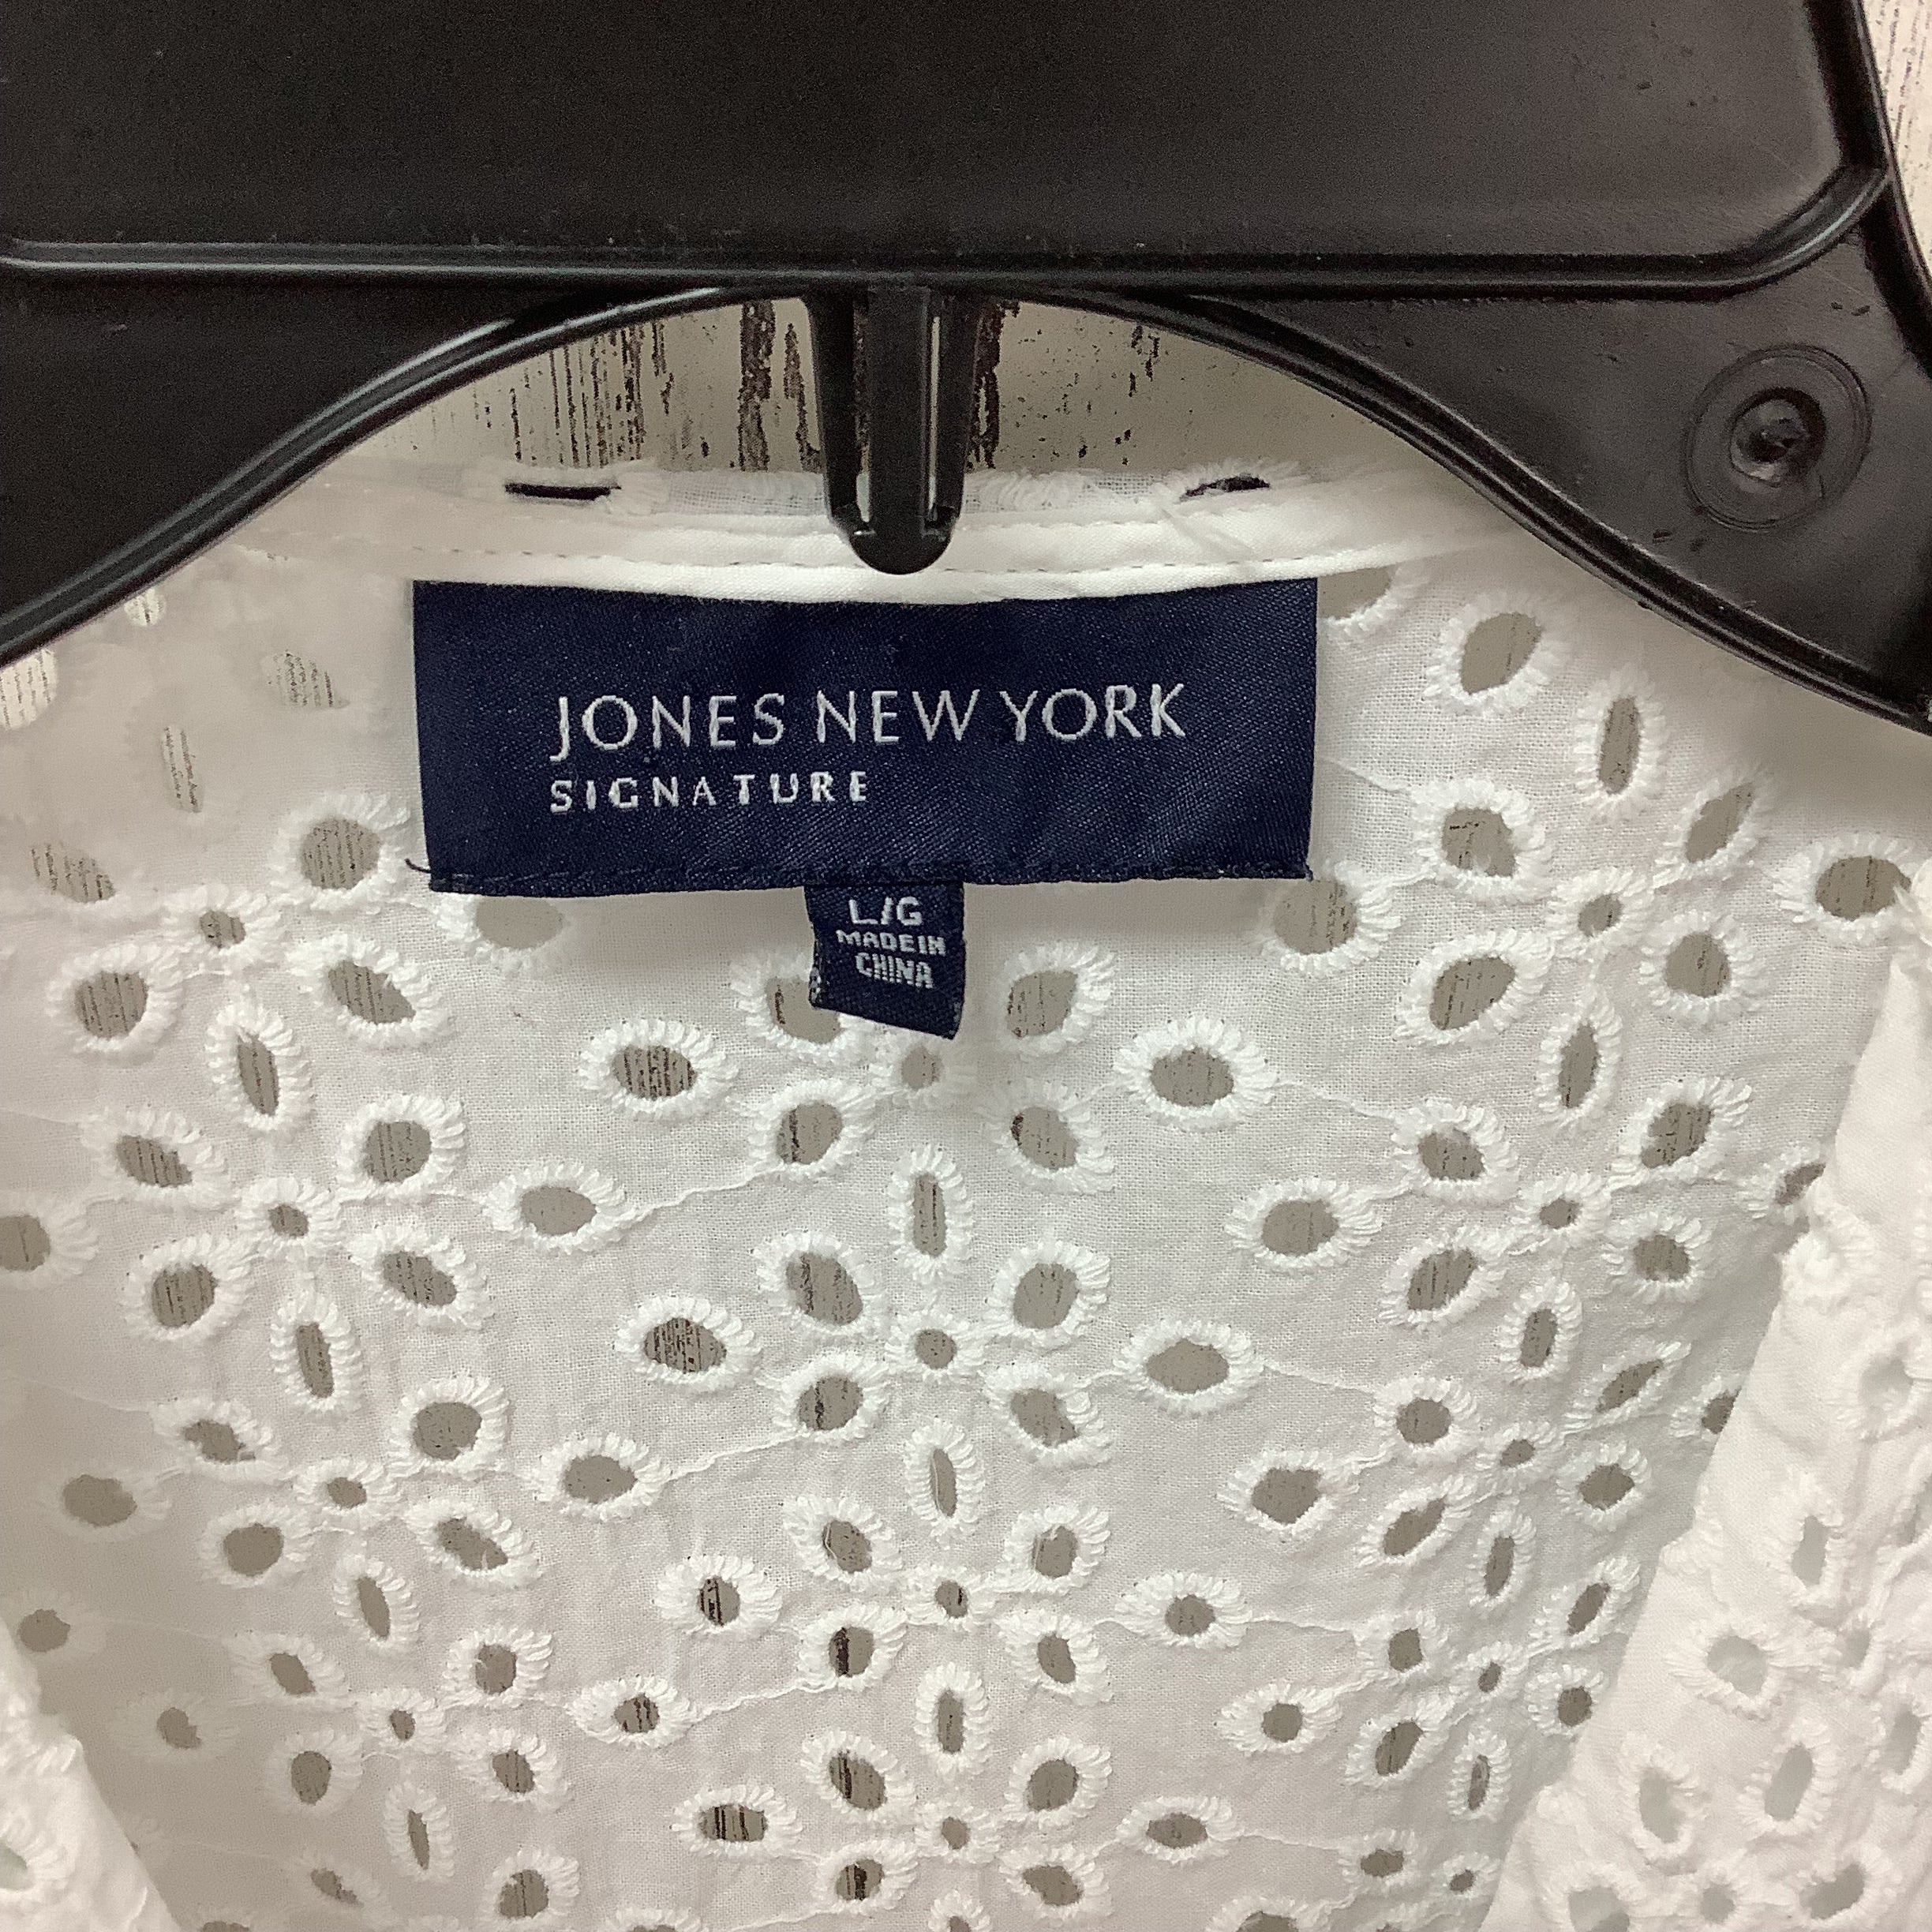 JONES NEW YORK
SIGNATURE
L/G
MADE IN
CHINA